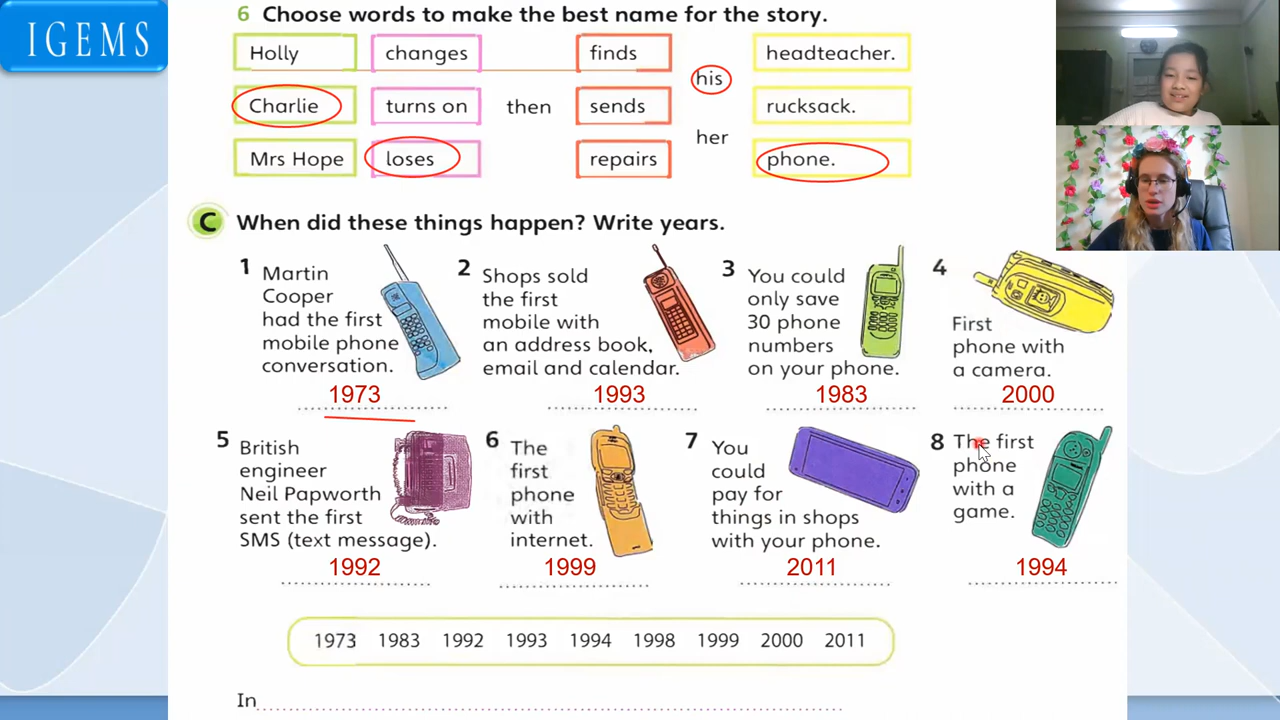 IGEMS
6 Choose words to make the best name for the story.
Holly changes finds headteacher.
his
Charlie turns on then sends rucksack.
her
Mrs Hope loses repairs phone.
C When did these things happen? Write years.
1 Martin
Cooper
had the first
mobile phone
conversation.
1973
2 Shops sold
the first
mobile with
an address book,
email and calendar.
1993
3 You could
only save
30 phone
numbers
on your phone.
1983
4 First
phone with
a camera.
2000
5 British
engineer
Neil Papworth
sent the first
SMS (text message).
1992
6 The
first
phone
with
internet.
1999
7 You
could
pay for
things in shops
with your phone.
2011
8 The first
phone
with a
game.
1994
1973 1983 1992 1993 1994 1998 1999 2000 2011
In